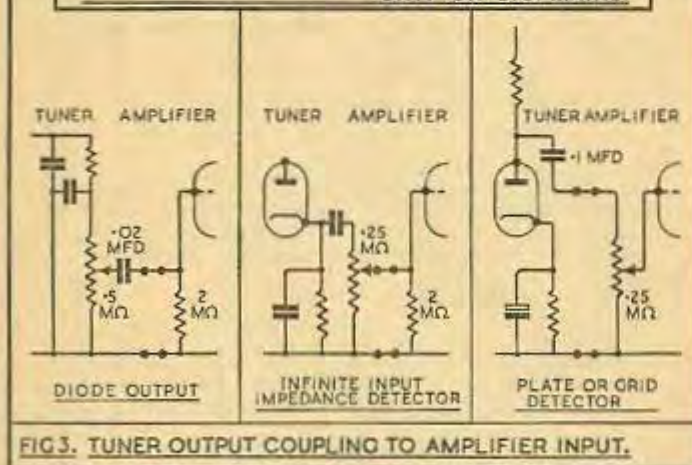 TUNER AMPLIFIER
·02
MFD
·5
MΩ
2
MΩ
DIODE OUTPUT
TUNER AMPLIFIER
·25
MΩ
2
MΩ
INFINITE INPUT
IMPEDANCE DETECTOR
TUNER AMPLIFIER
·1 MFD
·25
MΩ
PLATE OR GRID
DETECTOR
FIG 3. TUNER OUTPUT COUPLING TO AMPLIFIER INPUT.